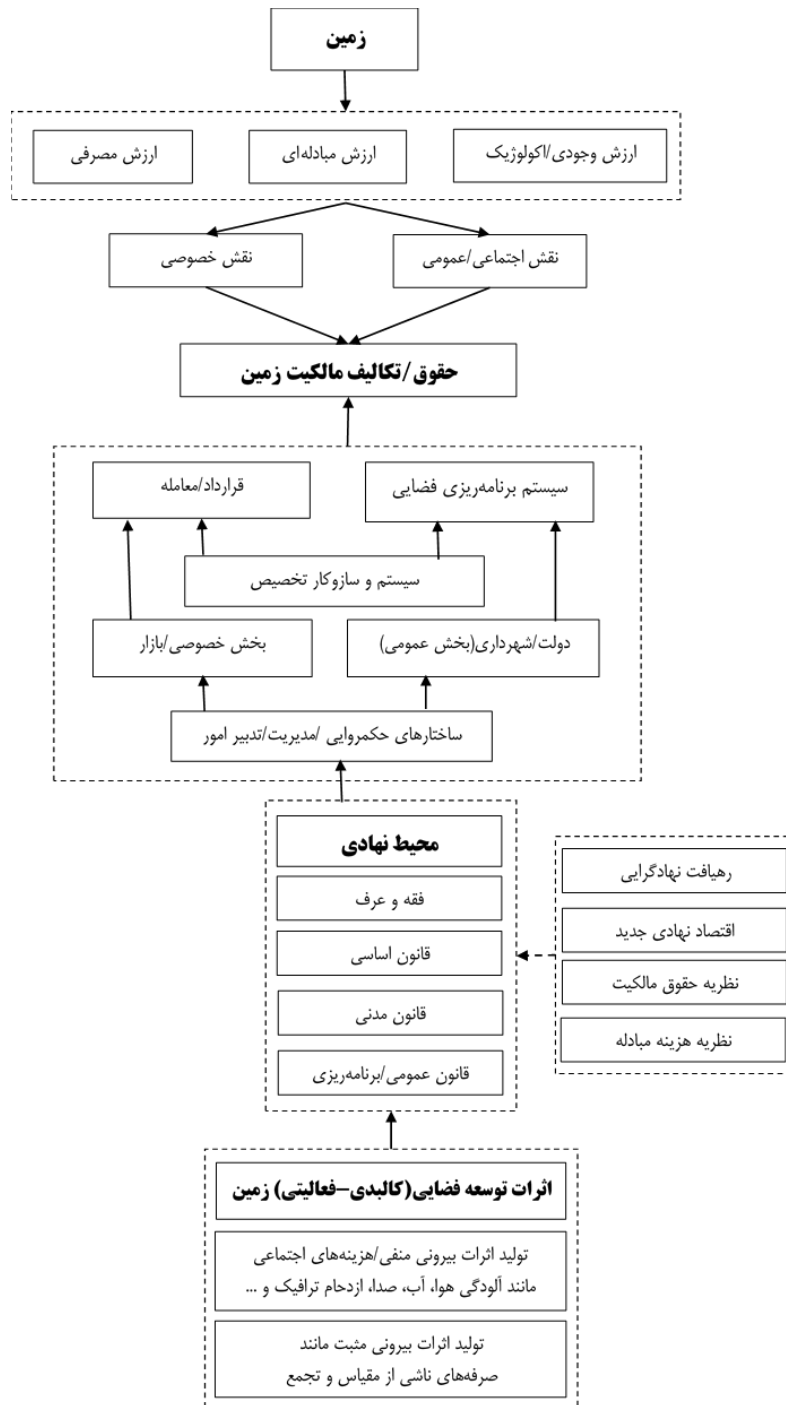 زمین
ارزش وجودی/اکولوژیک
ارزش مبادله‌ای
ارزش مصرفی
نقش اجتماعی/عمومی
نقش خصوصی
حقوق/تکالیف مالکیت زمین
سیستم برنامه‌ریزی فضایی
قرارداد/معامله
سیستم و سازوکار تخصیص
دولت/شهرداری(بخش عمومی)
بخش خصوصی/بازار
ساختارهای حکمروایی /مدیریت/تدبیر امور
محیط نهادی
فقه و عرف
قانون اساسی
قانون مدنی
قانون عمومی/برنامه‌ریزی
رهیافت نهادگرایی
اقتصاد نهادی جدید
نظریه حقوق مالکیت
نظریه هزینه مبادله
اثرات توسعه فضایی(کالبدی-فعالیتی) زمین
تولید اثرات بیرونی منفی/هزینه‌های اجتماعی
مانند آلودگی هوا، آب، صدا، ازدحام ترافیک و ...
تولید اثرات بیرونی مثبت مانند
صرفه‌های ناشی از مقیاس و تجمع